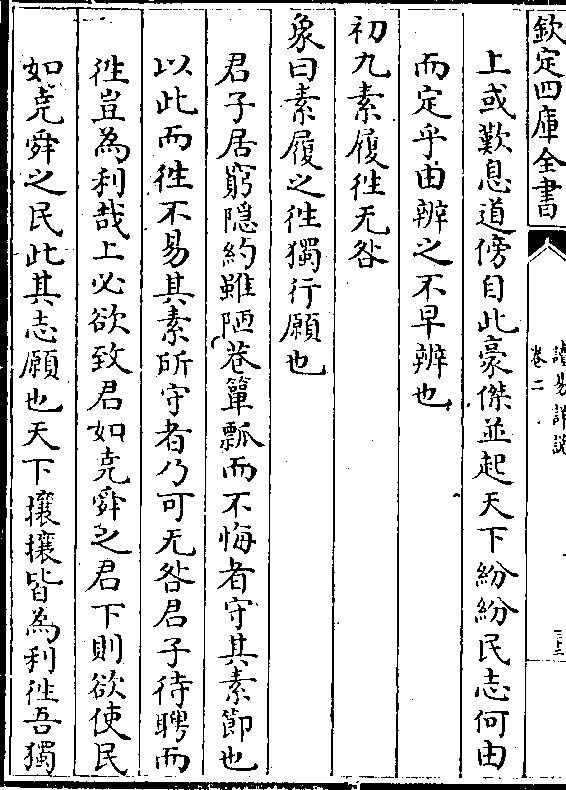 欽定四庫全書
讀易詳説
卷二
上或歎息道傍自此豪傑並起天下紛紛民志何由
而定乎由辨之不早辨也
初九素履徃无咎
象曰素履之徃獨行願也
君子居窮隠約雖陋巷簞瓢而不悔者守其素節也
以此而徃不易其素所守者乃可无咎君子待聘而
徃豈為利哉上必欲致君如堯舜之君下則欲使民
如堯舜之民此其志願也天下攘攘皆為利徃吾獨